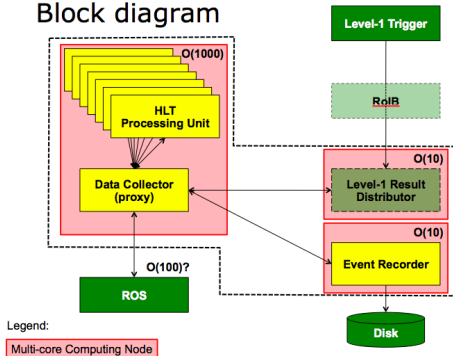 Block diagram
Level-1 Trigger
O(1000)
HLT
Processing Unit
RoIB
O(10)
Data Collector
(proxy)
Level-1 Result
Distributor
O(10)
Event Recorder
O(100)?
ROS
Disk
Legend:
Multi-core Computing Node